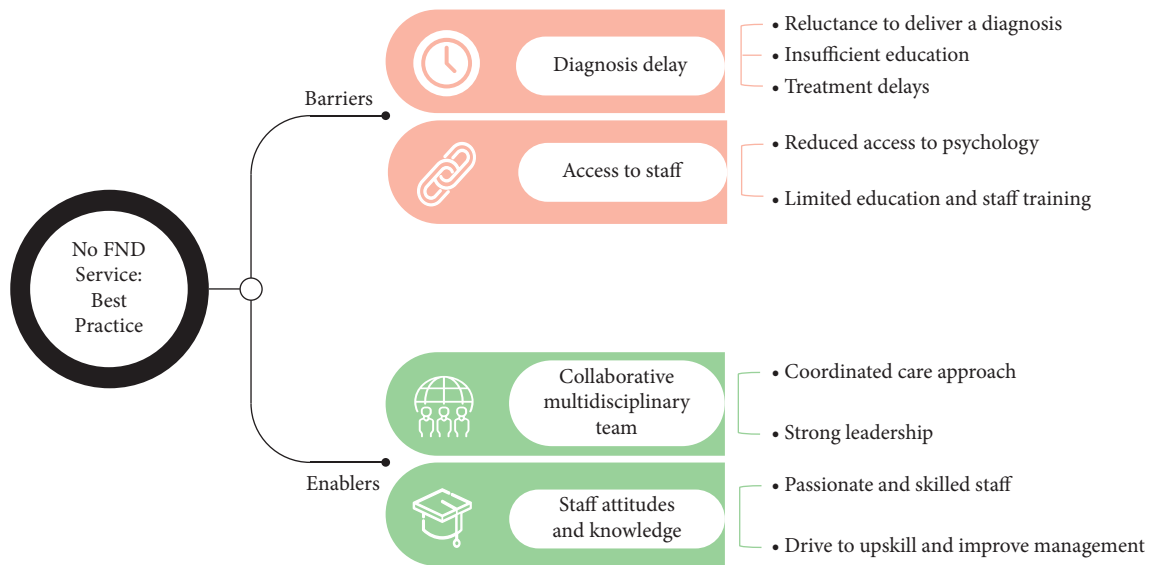 No FND
Service:
Best
Practice
Barriers
Diagnosis delay
• Reluctance to deliver a diagnosis
• Insufficient education
• Treatment delays
Access to staff
• Reduced access to psychology
• Limited education and staff training
Enablers
Collaborative
multidisciplinary
team
• Coordinated care approach
• Strong leadership
Staff attitudes
and knowledge
• Passionate and skilled staff
• Drive to upskill and improve management